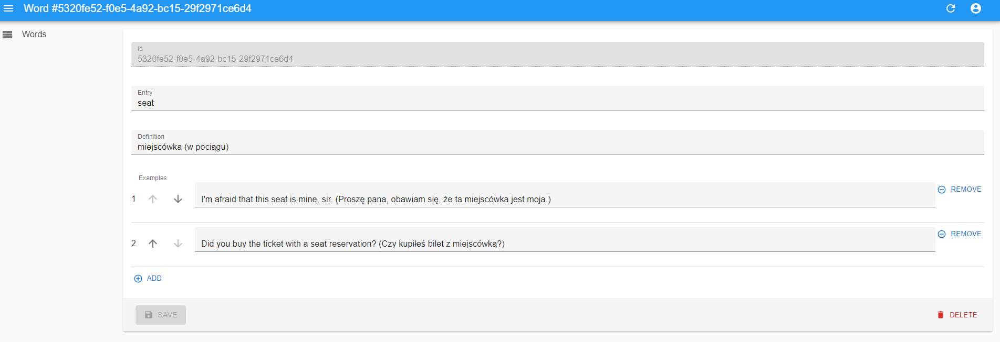 Word #5320fe52-f0e5-4a92-bc15-29f2971ce6d4
Words
id
5320fe52-f0e5-4a92-bc15-29f2971ce6d4
Entry
seat
Definition
miejscówka (w pociągu)
Examples
1 I'm afraid that this seat is mine, sir. (Proszę pana, obawiam się, że ta miejscówka jest moja.) REMOVE
2 Did you buy the ticket with a seat reservation? (Czy kupiłeś bilet z miejscówką?) REMOVE
ADD
SAVE DELETE